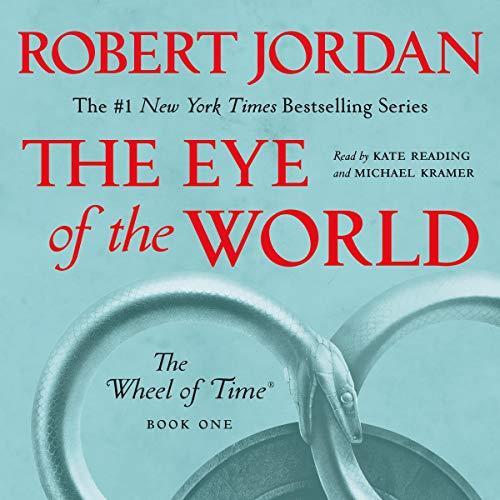 ROBERT JORDAN
The #1 New York Times Bestselling Series
THE EYE
Read by KATE READING
and MICHAEL KRAMER
of the WORLD
The
Wheel of Time®
BOOK ONE